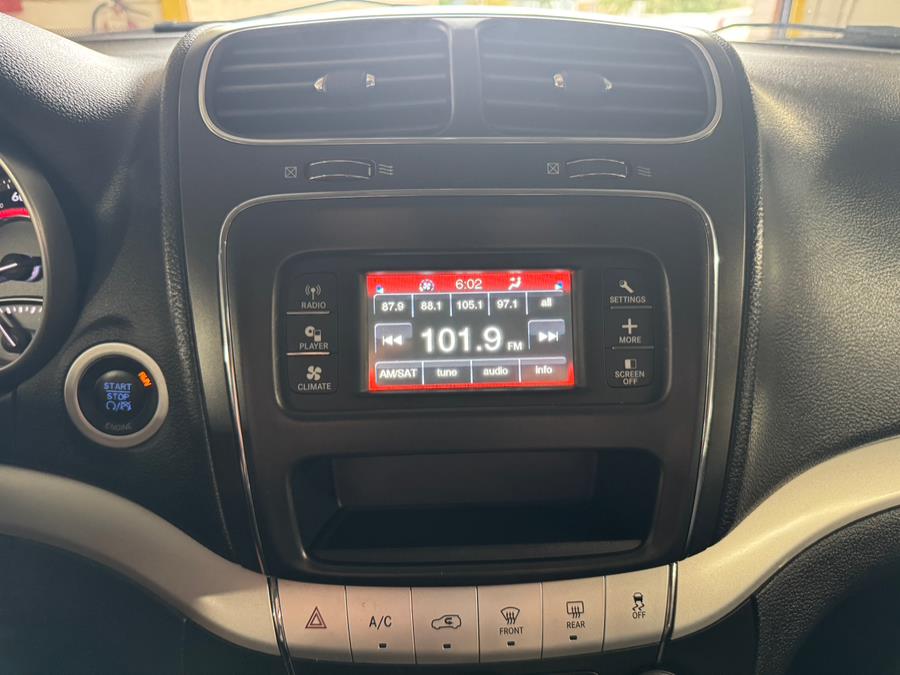 60
6:02
87.9 88.1 105.1 97.1 all
101.9 FM
AM/SAT tune audio Info
RADIO
PLAYER
CLIMATE
SETTINGS
MORE
SCREEN
OFF
START
STOP
RUN
ENGINE
A/C
FRONT
REAR
OFF